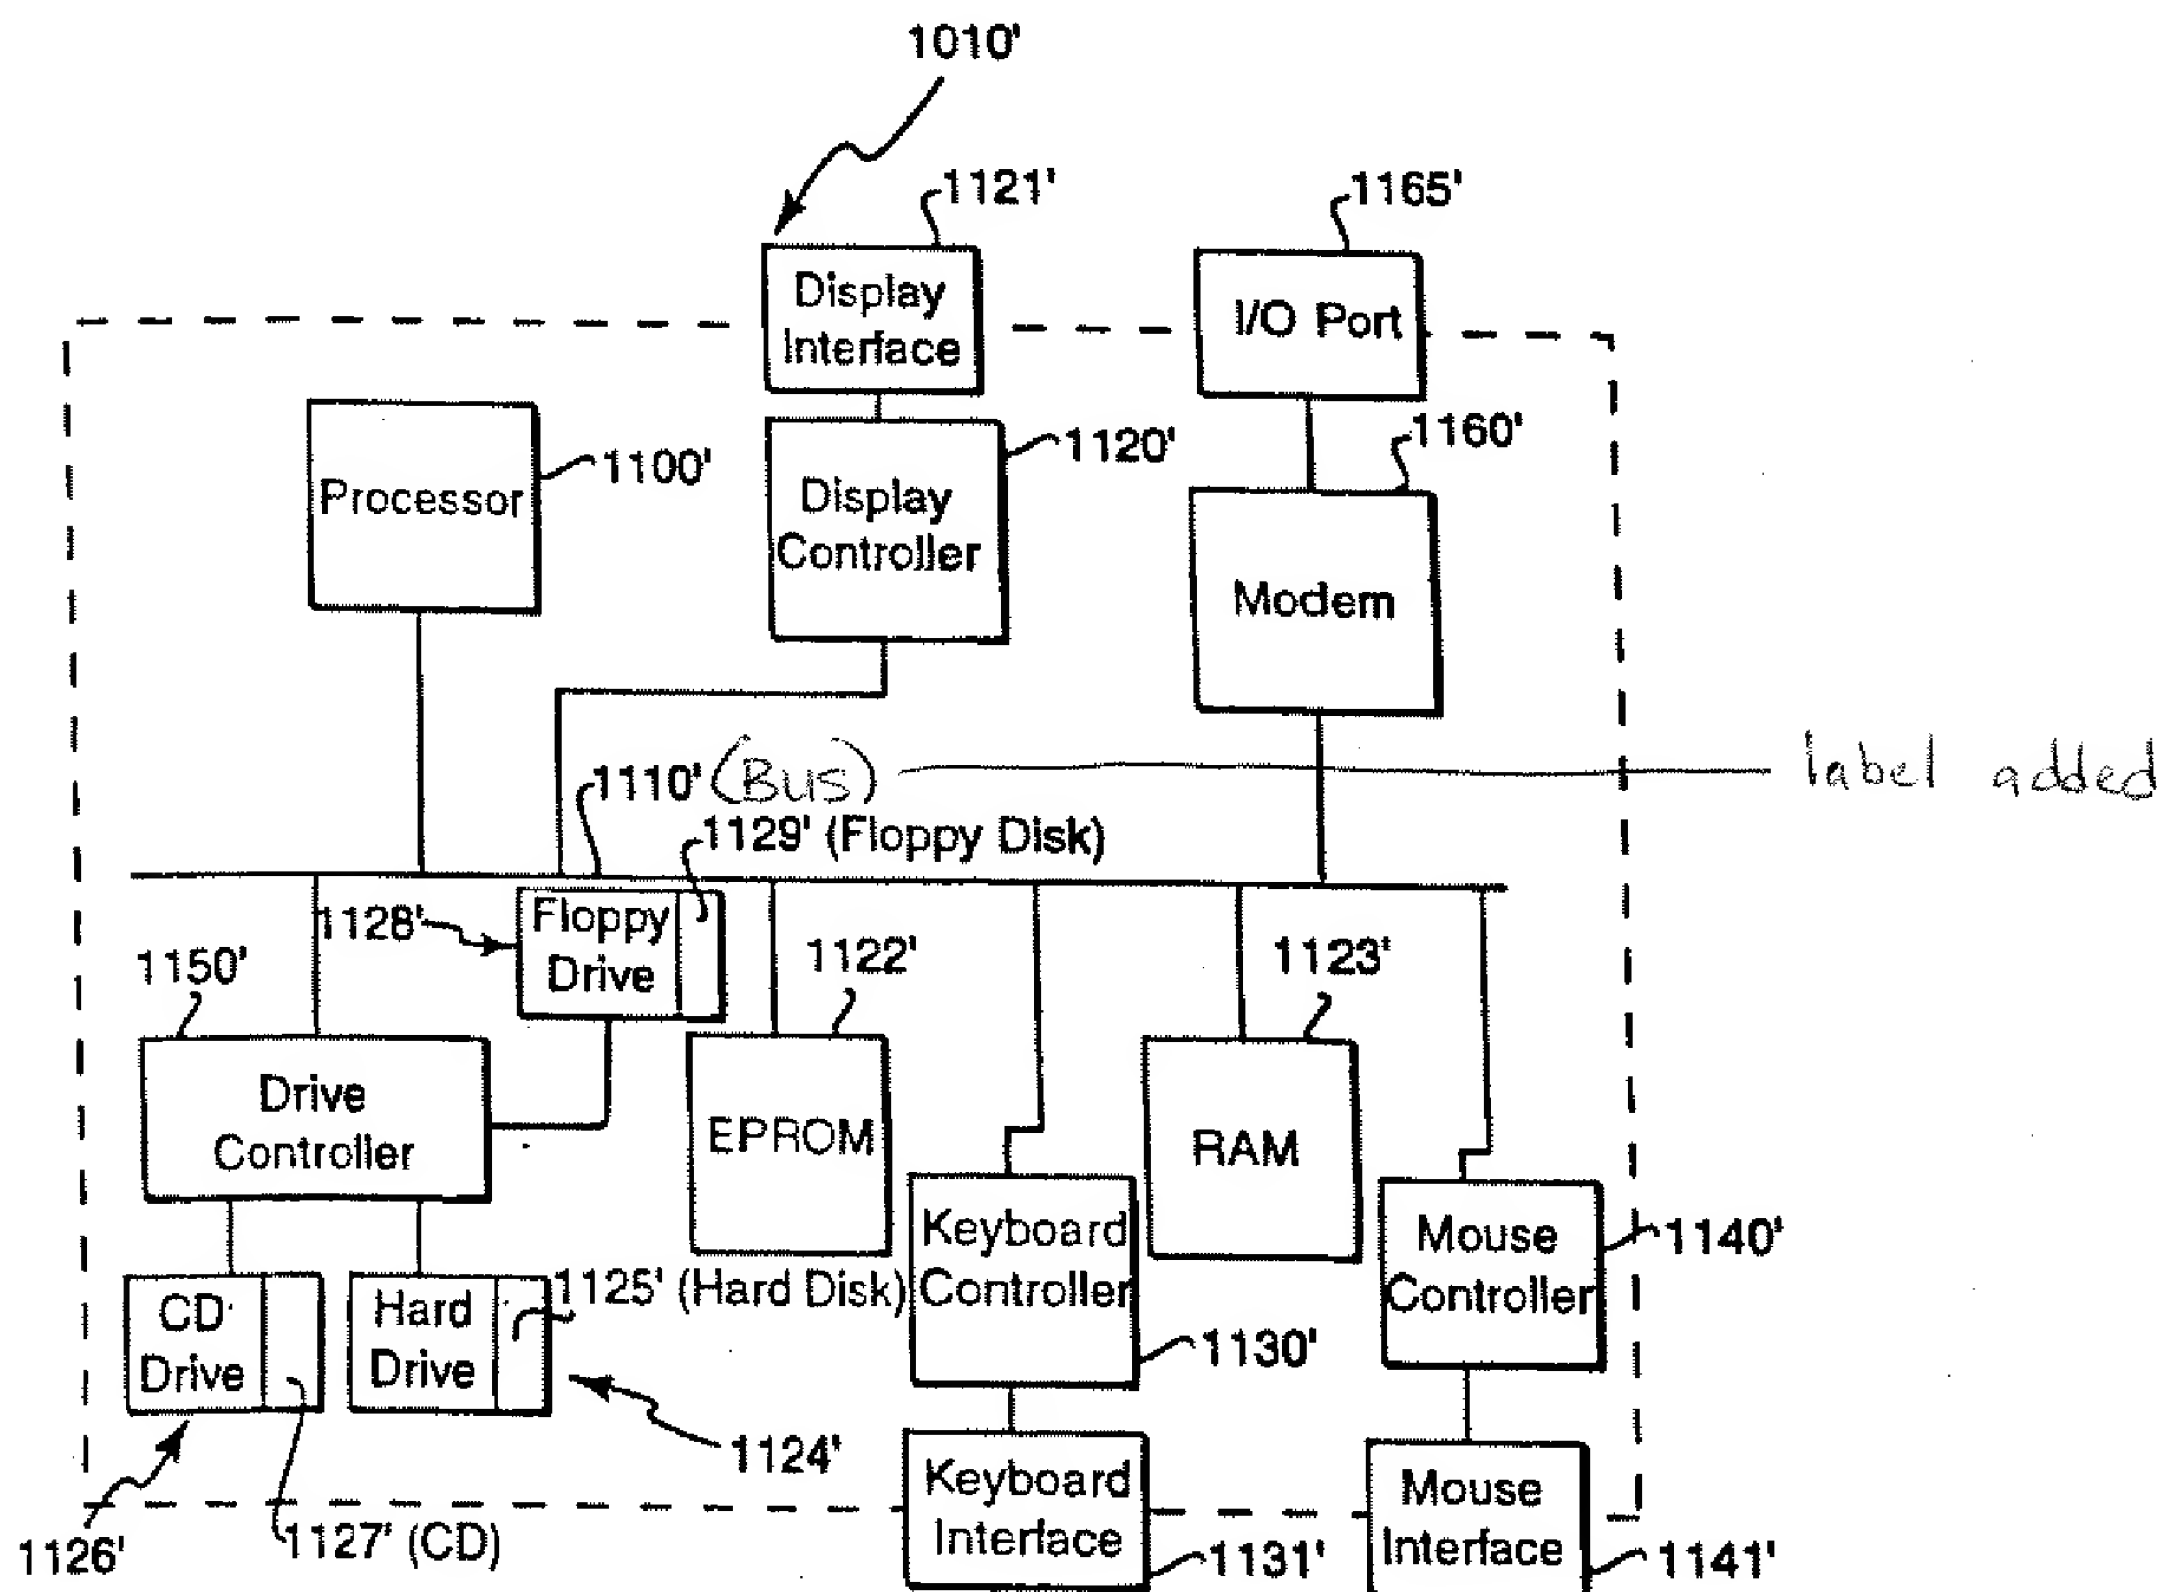 1010'
1121'
1165'
Display
Interface
I/O Port
1160'
1120'
1100'
Processor
Display
Controller
Modem
1110' (Bus)
label added
1129' (Floppy Disk)
1128'
Floppy
Drive
1150'
1122'
1123'
Drive
Controller
EPROM
RAM
Keyboard
Controller
Mouse
Controller
1140'
1125' (Hard Disk)
CD
Drive
Hard
Drive
1130'
1124'
Keyboard
Interface
Mouse
Interface
1126'
1127' (CD)
1131'
1141'